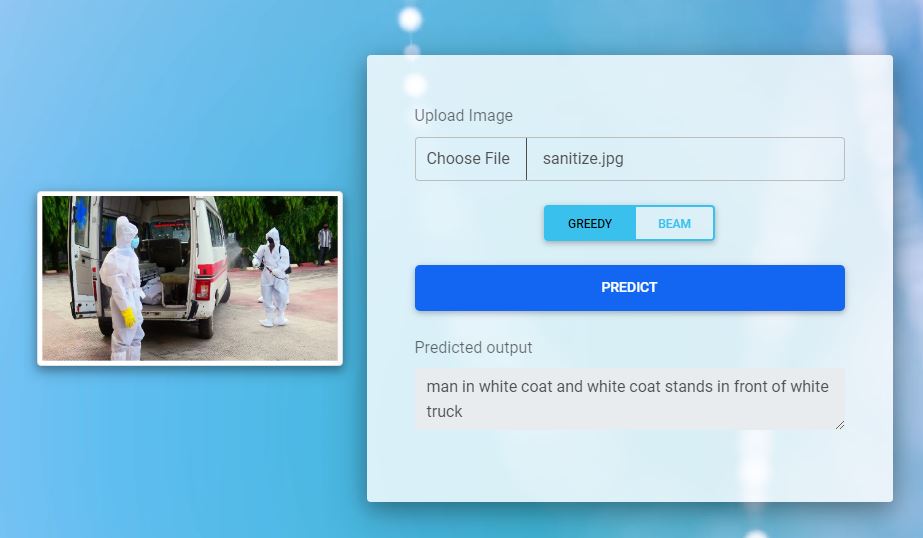 Upload Image
Choose File
sanitize.jpg
GREEDY
BEAM
PREDICT
Predicted output
man in white coat and white coat stands in front of white
truck